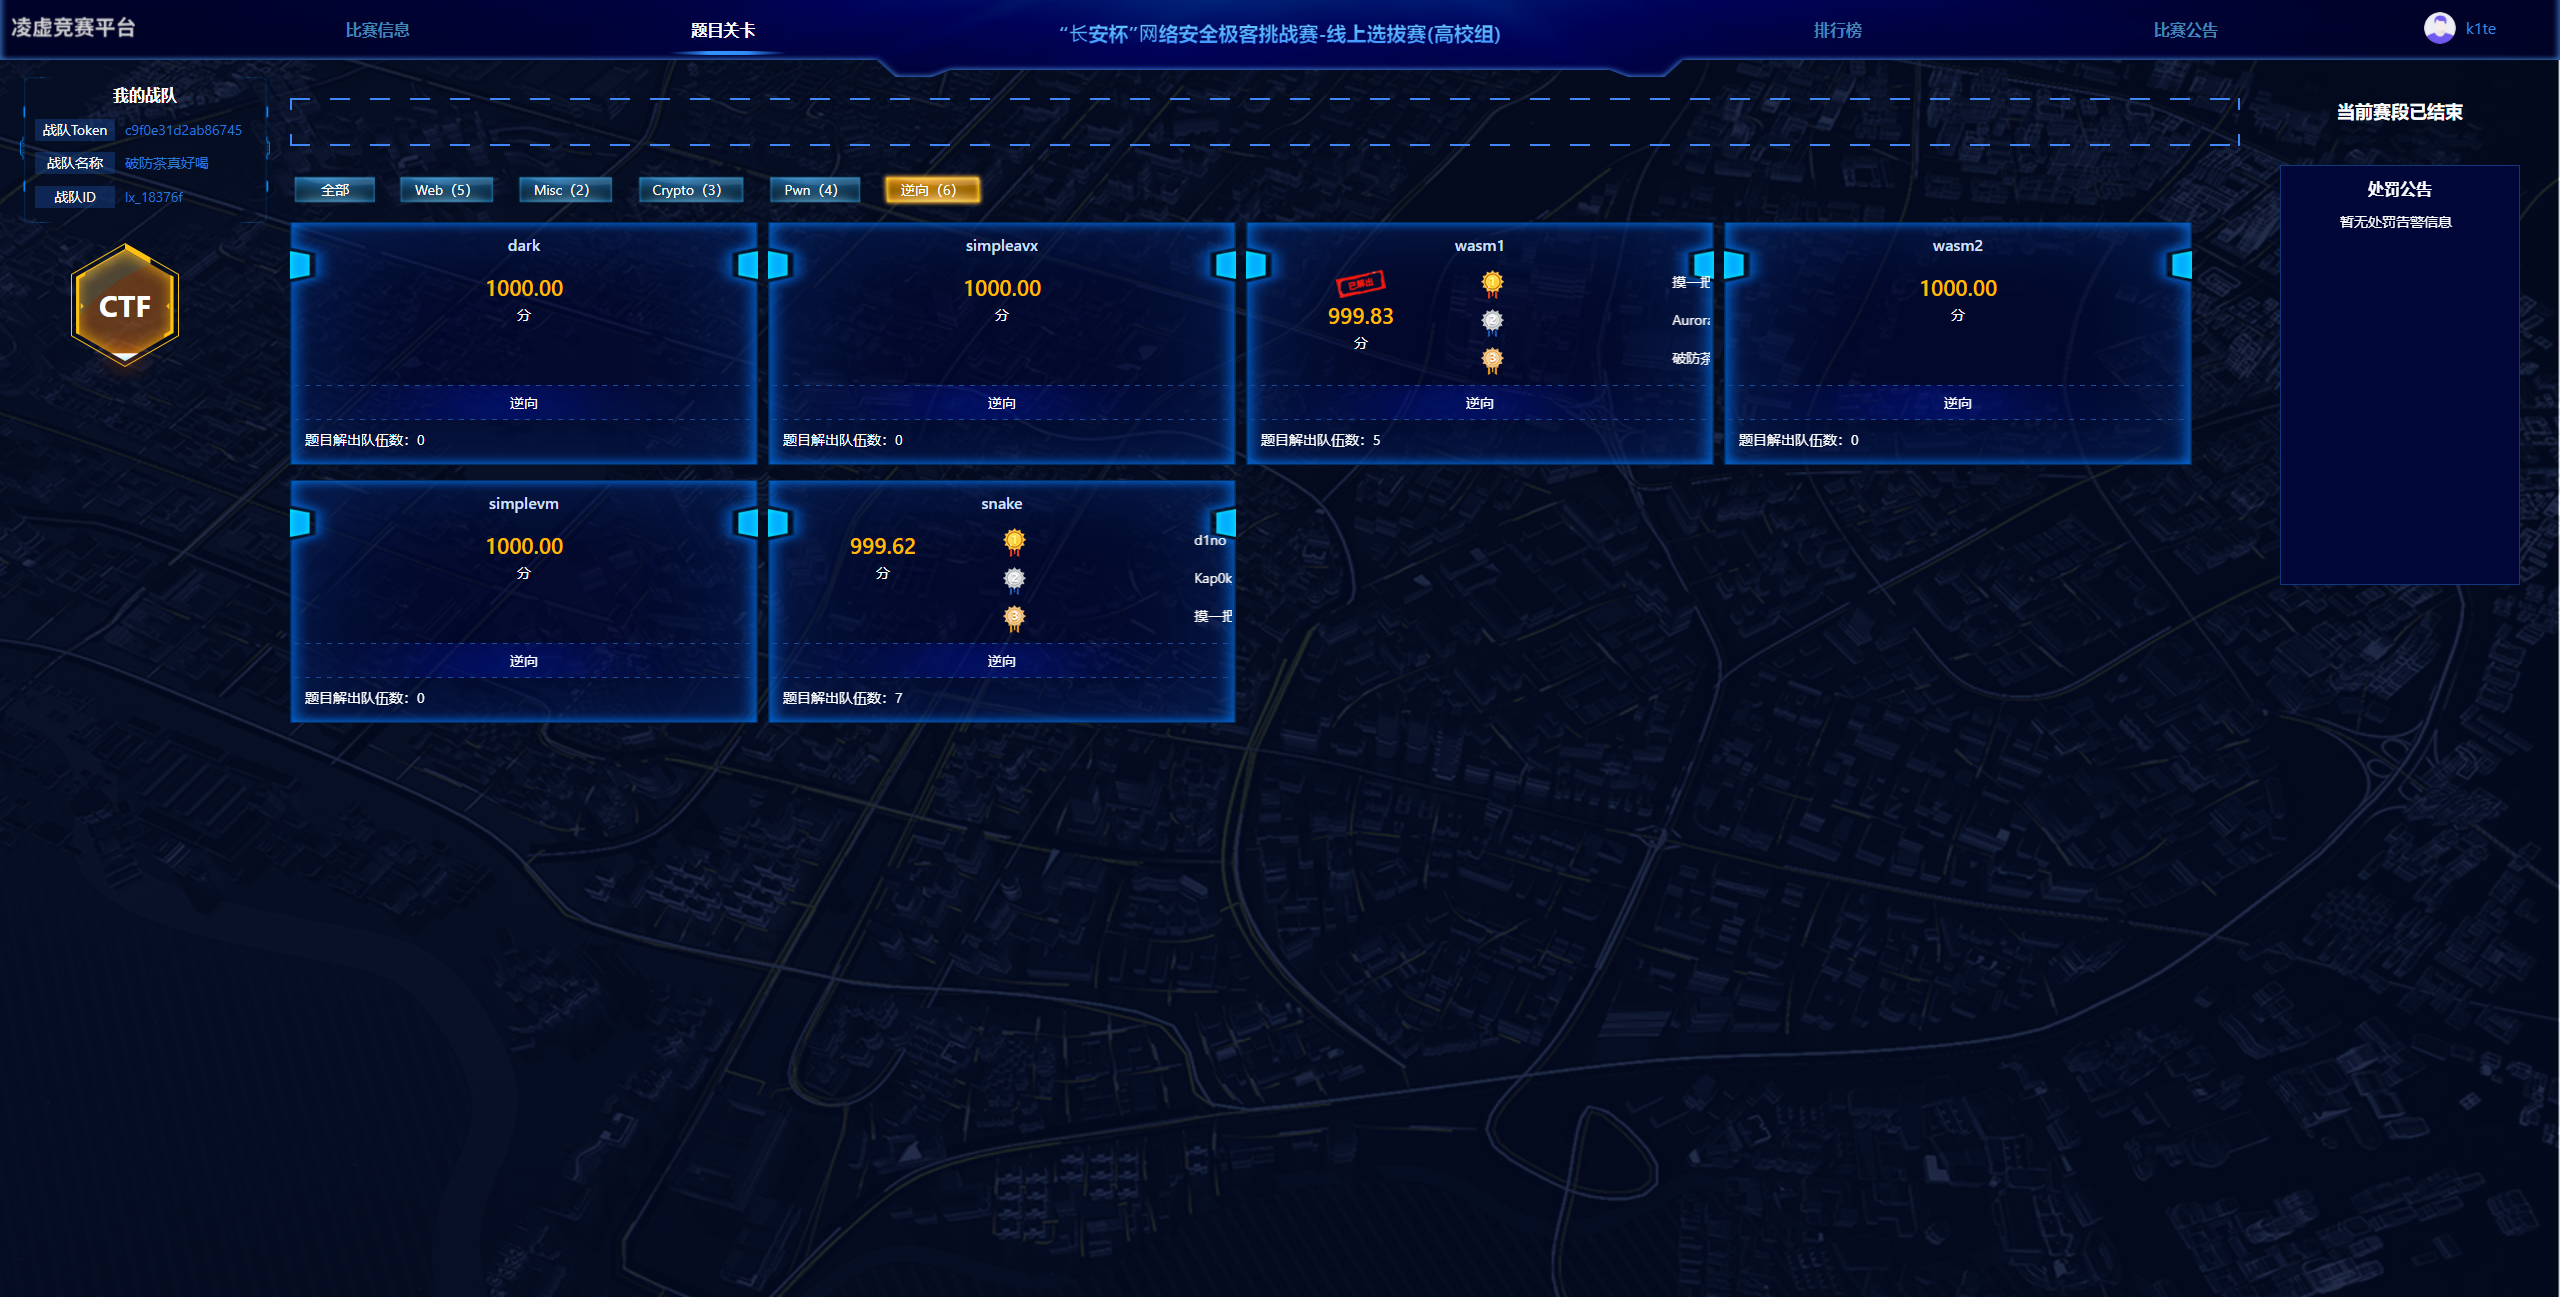 凌虚竞赛平台
比赛信息
题目关卡
“长安杯”网络安全极客挑战赛-线上选拔赛(高校组)
排行榜
比赛公告
k1te
我的战队
战队Token c9f0e31d2ab86745
战队名称 破防茶真好喝
战队ID lx_18376f
CTF
当前赛段已结束
处罚公告
暂无处罚告警信息
全部
Web（5）
Misc（2）
Crypto（3）
Pwn（4）
逆向（6）
dark
1000.00
分
逆向
题目解出队伍数：0
simpleavx
1000.00
分
逆向
题目解出队伍数：0
wasm1
已解出
999.83
分
1 摸一把
2 Aurora
3 破防茶
逆向
题目解出队伍数：5
wasm2
1000.00
分
逆向
题目解出队伍数：0
simplevm
1000.00
分
逆向
题目解出队伍数：0
snake
999.62
分
1 d1no
2 Kap0k
3 摸一把
逆向
题目解出队伍数：7